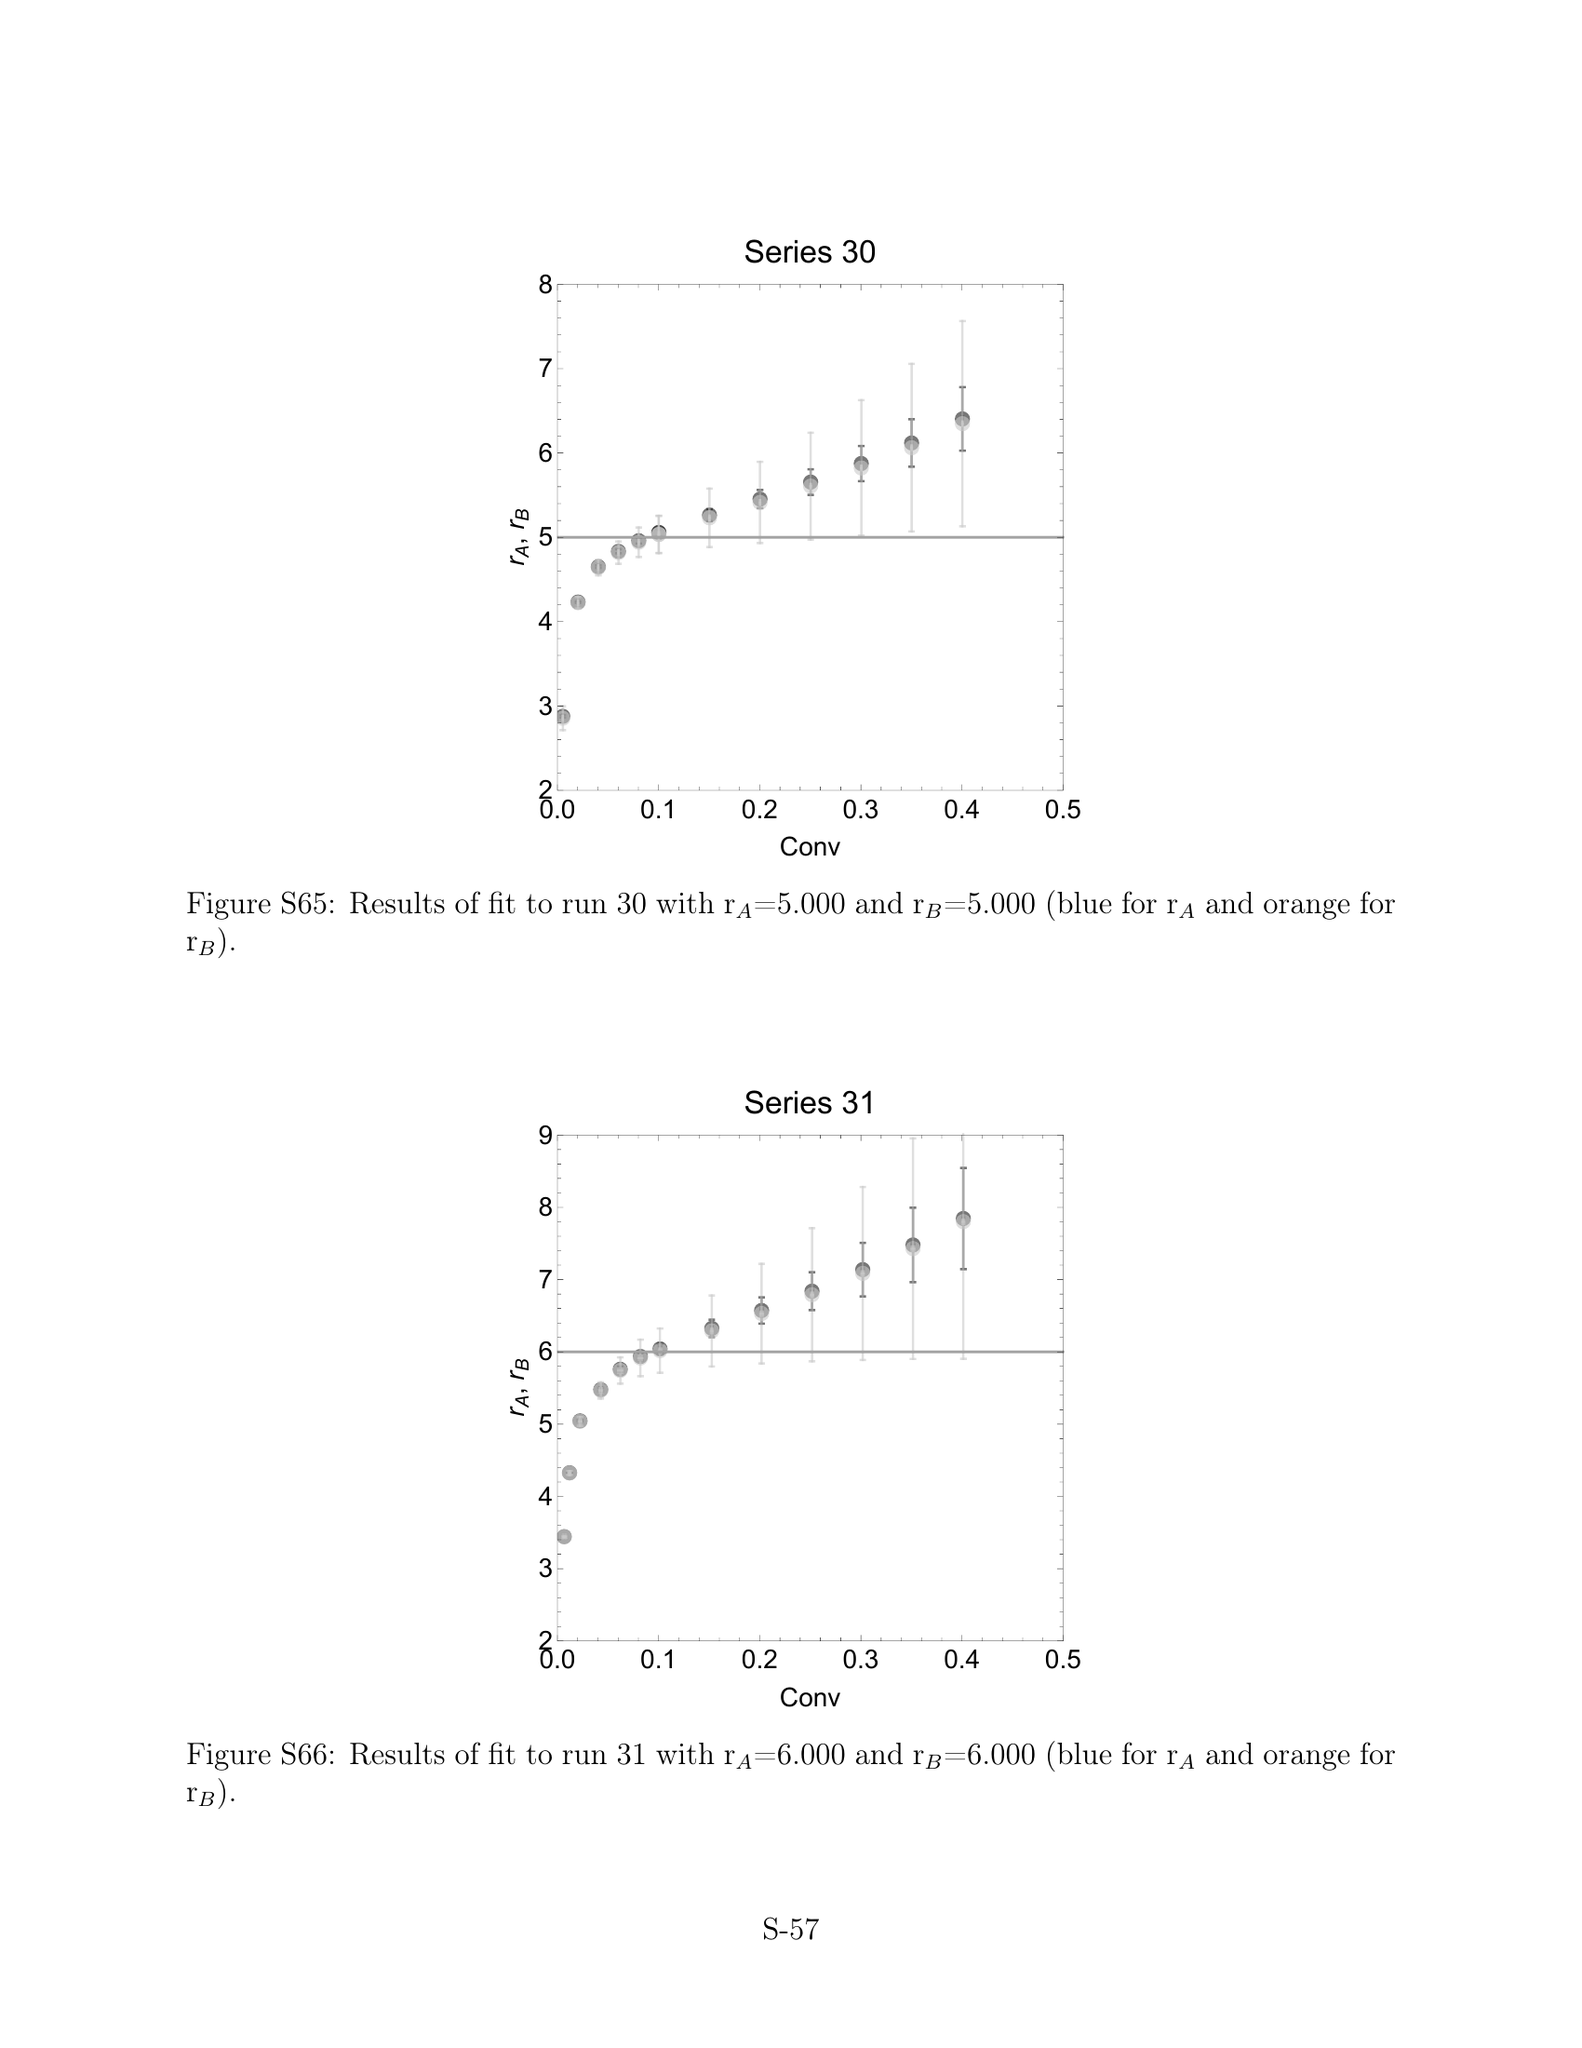 Series 30
8
7
6
5
4
3
2
r_A, r_B
0.0 0.1 0.2 0.3 0.4 0.5
Conv
Figure S65: Results of fit to run 30 with r_A=5.000 and r_B=5.000 (blue for r_A and orange for
r_B).
Series 31
9
8
7
6
5
4
3
2
r_A, r_B
0.0 0.1 0.2 0.3 0.4 0.5
Conv
Figure S66: Results of fit to run 31 with r_A=6.000 and r_B=6.000 (blue for r_A and orange for
r_B).
S-57